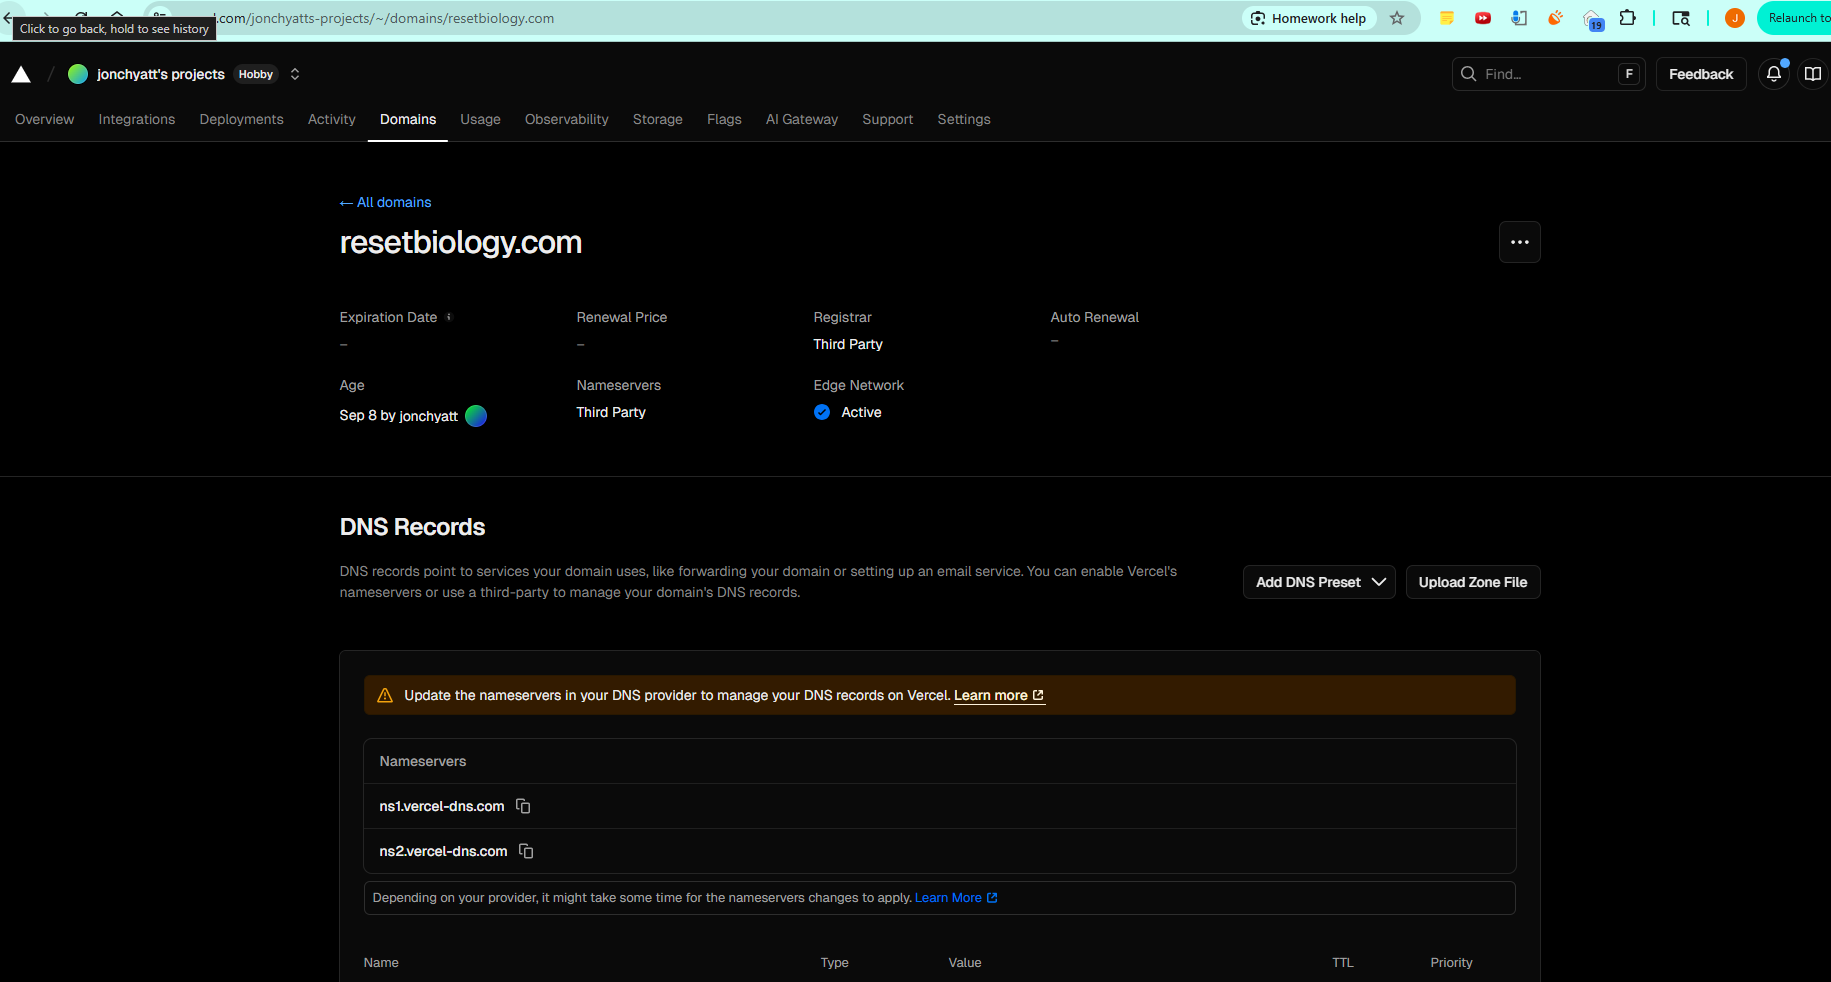 .com/jonchyatts-projects/~/domains/resetbiology.com
Homework help
19
J
Relaunch to
Click to go back, hold to see history
jonchyatt's projects
Hobby
Find...
F
Feedback
Overview
Integrations
Deployments
Activity
Domains
Usage
Observability
Storage
Flags
AI Gateway
Support
Settings
← All domains
resetbiology.com
Expiration Date
Renewal Price
Registrar
Auto Renewal
–
–
Third Party
–
Age
Nameservers
Edge Network
Sep 8 by jonchyatt
Third Party
Active
DNS Records
DNS records point to services your domain uses, like forwarding your domain or setting up an email service. You can enable Vercel's
nameservers or use a third-party to manage your domain's DNS records.
Add DNS Preset
Upload Zone File
Update the nameservers in your DNS provider to manage your DNS records on Vercel. Learn more
Nameservers
ns1.vercel-dns.com
ns2.vercel-dns.com
Depending on your provider, it might take some time for the nameservers changes to apply. Learn More
Name
Type
Value
TTL
Priority